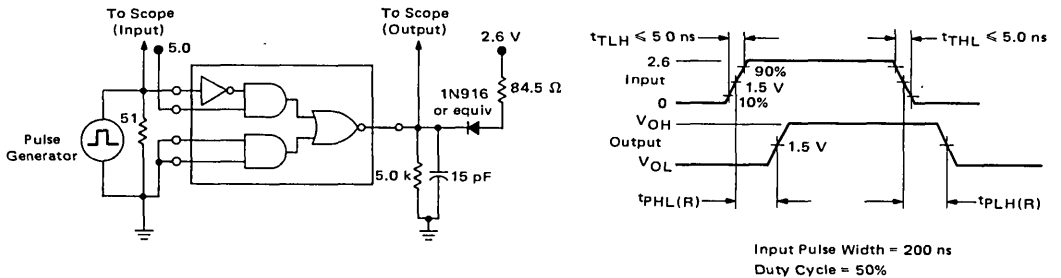 To Scope
(Input)
5.0
51
Pulse
Generator
To Scope
(Output)
2.6 V
84.5 Ω
1N916
or equiv
5.0 k
15 pF
tTLH ≤ 5 0 ns
tTHL ≤ 5.0 ns
2.6
Input
0
90%
1.5 V
10%
VOH
Output
VOL
1.5 V
tPHL(R)
tPLH(R)
Input Pulse Width = 200 ns
Duty Cycle = 50%